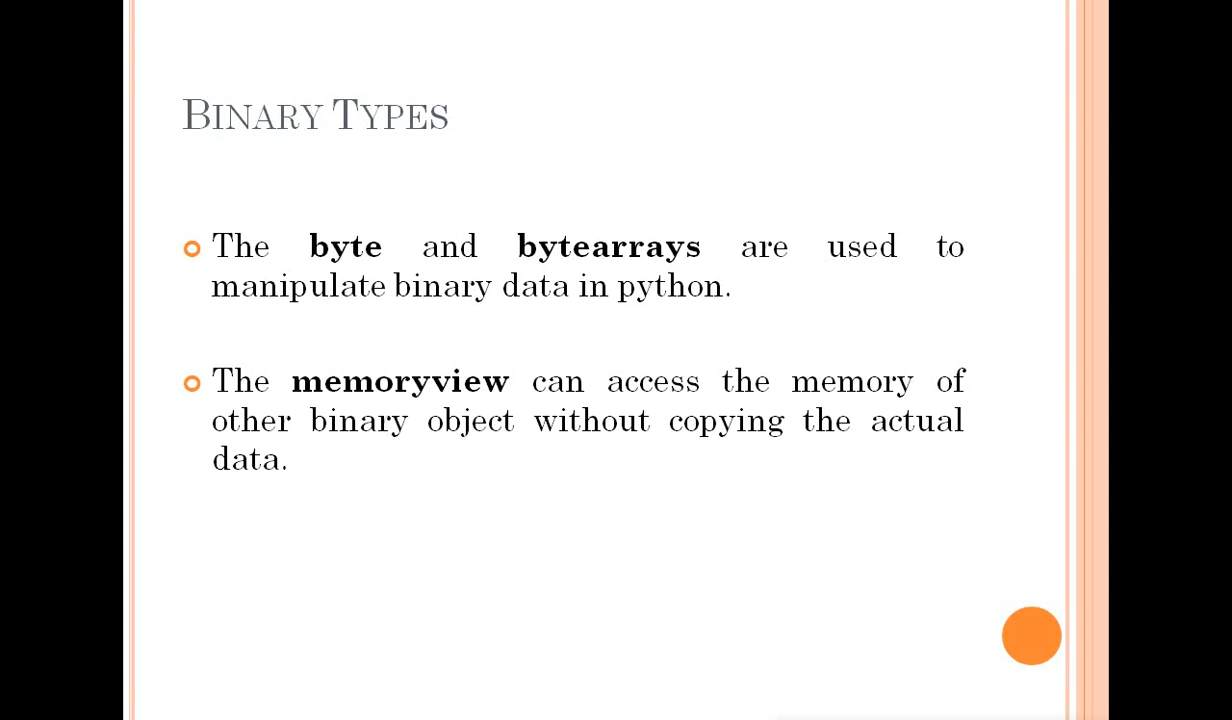 BINARY TYPES
The byte and bytearrays are used to
manipulate binary data in python.
The memoryview can access the memory of
other binary object without copying the actual
data.